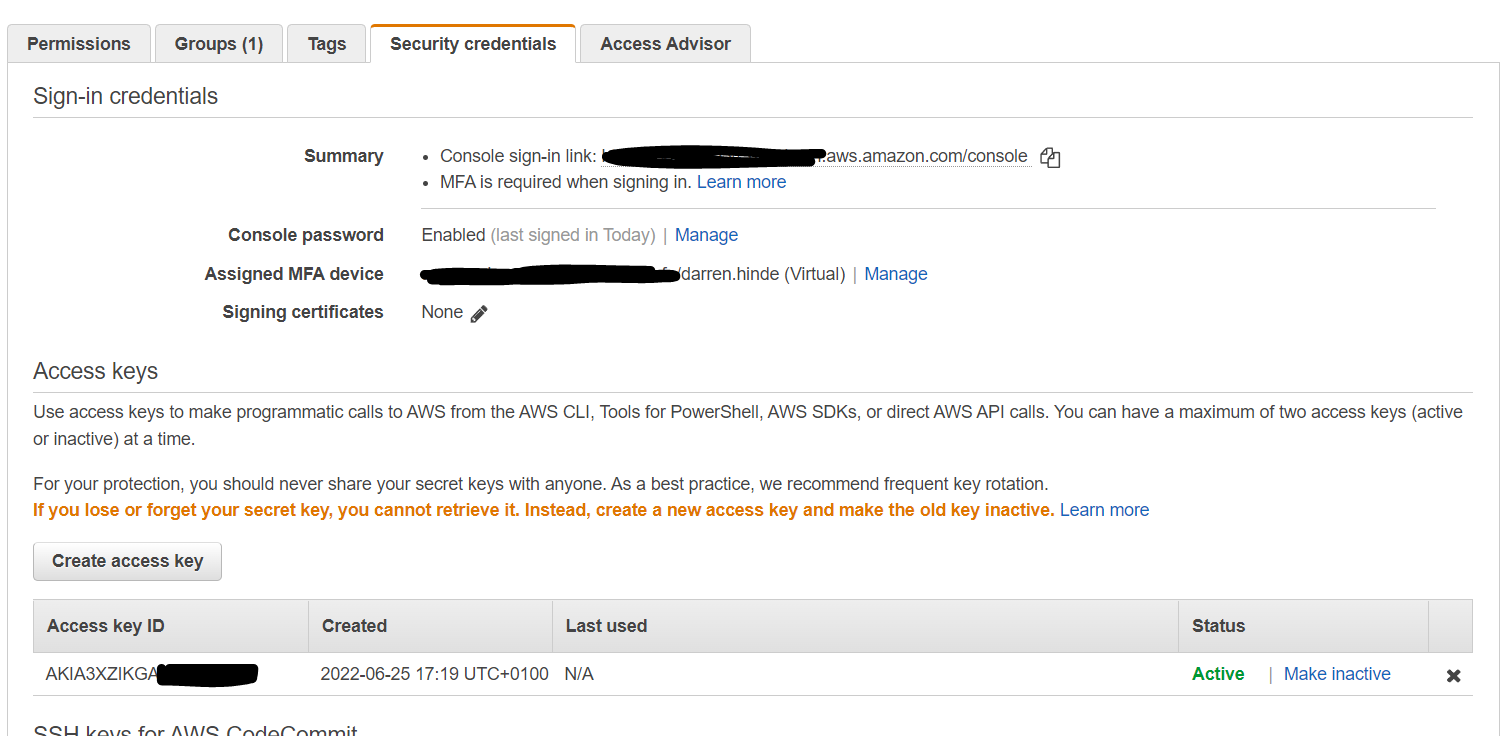 Permissions Groups (1) Tags Security credentials Access Advisor
Sign-in credentials
Summary • Console sign-in link: aws.amazon.com/console
• MFA is required when signing in. Learn more
Console password Enabled (last signed in Today) | Manage
Assigned MFA device /darren.hinde (Virtual) | Manage
Signing certificates None
Access keys
Use access keys to make programmatic calls to AWS from the AWS CLI, Tools for PowerShell, AWS SDKs, or direct AWS API calls. You can have a maximum of two access keys (active
or inactive) at a time.
For your protection, you should never share your secret keys with anyone. As a best practice, we recommend frequent key rotation.
If you lose or forget your secret key, you cannot retrieve it. Instead, create a new access key and make the old key inactive. Learn more
Create access key
Access key ID Created Last used Status
AKIA3XZIKGA 2022-06-25 17:19 UTC+0100 N/A Active | Make inactive
SSH keys for AWS CodeCommit